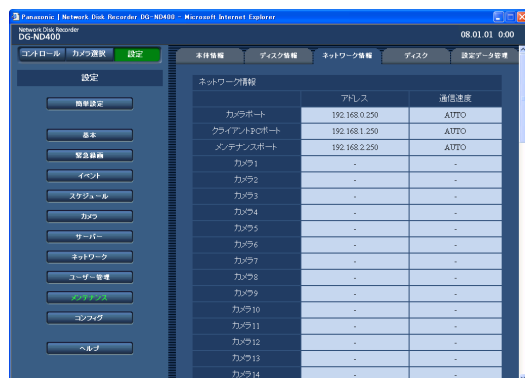 Panasonic | Network Disk Recorder DG-ND400 - Microsoft Internet Explorer
Network Disk Recorder
DG-ND400
08.01.01 0:00
コントロール カメラ選択 設定
本体情報 ディスク情報 ネットワーク情報 ディスク 設定データ管理
設定
簡単設定
基本
緊急録画
イベント
スケジュール
カメラ
サーバー
ネットワーク
ユーザー管理
メンテナンス
コンフィグ
ヘルプ
ネットワーク情報
アドレス 通信速度
カメラポート 192.168.0.250 AUTO
クライアントPCポート 192.168.1.250 AUTO
メンテナンスポート 192.168.2.250 AUTO
カメラ1 - -
カメラ2 - -
カメラ3 - -
カメラ4 - -
カメラ5 - -
カメラ6 - -
カメラ7 - -
カメラ8 - -
カメラ9 - -
カメラ10 - -
カメラ11 - -
カメラ12 - -
カメラ13 - -
カメラ14 - -